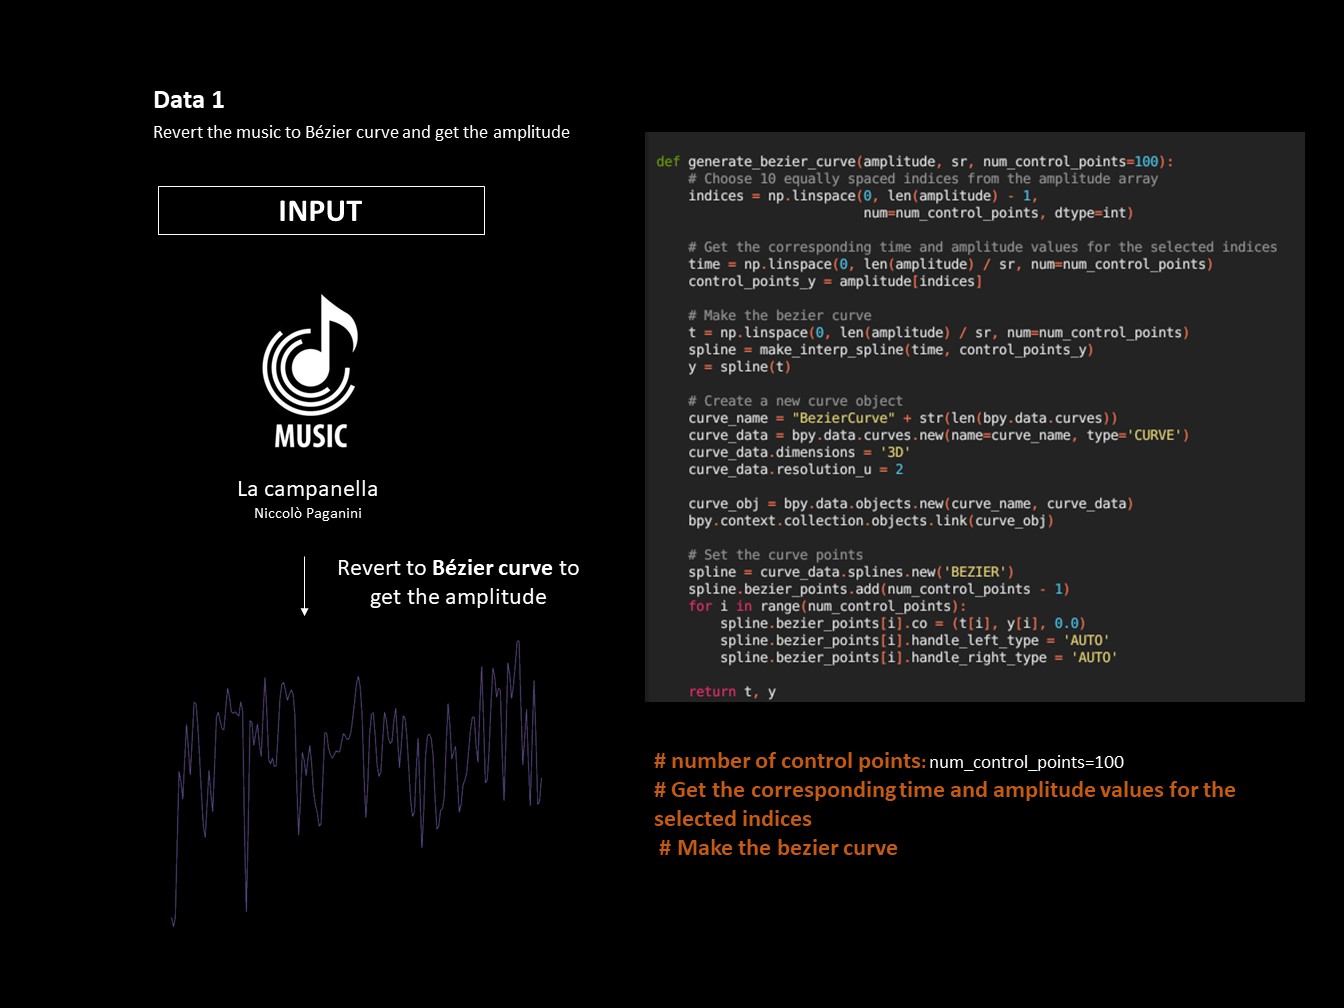 Data 1
Revert the music to Bézier curve and get the amplitude
INPUT
MUSIC
La campanella
Niccolò Paganini
Revert to Bézier curve to
get the amplitude
def generate_bezier_curve(amplitude, sr, num_control_points=100):
    # Choose 10 equally spaced indices from the amplitude array
    indices = np.linspace(0, len(amplitude) - 1,
                          num=num_control_points, dtype=int)

    # Get the corresponding time and amplitude values for the selected indices
    time = np.linspace(0, len(amplitude) / sr, num=num_control_points)
    control_points_y = amplitude[indices]

    # Make the bezier curve
    t = np.linspace(0, len(amplitude) / sr, num=num_control_points)
    spline = make_interp_spline(time, control_points_y)
    y = spline(t)

    # Create a new curve object
    curve_name = "BezierCurve" + str(len(bpy.data.curves))
    curve_data = bpy.data.curves.new(name=curve_name, type='CURVE')
    curve_data.dimensions = '3D'
    curve_data.resolution_u = 2

    curve_obj = bpy.data.objects.new(curve_name, curve_data)
    bpy.context.collection.objects.link(curve_obj)

    # Set the curve points
    spline = curve_data.splines.new('BEZIER')
    spline.bezier_points.add(num_control_points - 1)
    for i in range(num_control_points):
        spline.bezier_points[i].co = (t[i], y[i], 0.0)
        spline.bezier_points[i].handle_left_type = 'AUTO'
        spline.bezier_points[i].handle_right_type = 'AUTO'

    return t, y
# number of control points: num_control_points=100
# Get the corresponding time and amplitude values for the
selected indices
# Make the bezier curve